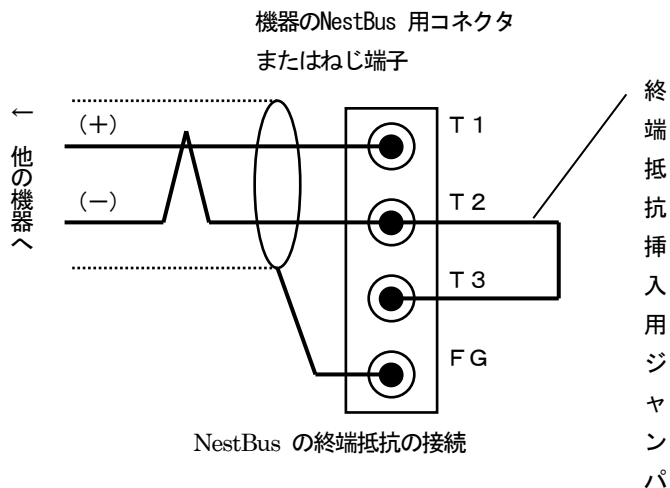 機器のNestBus 用コネクタ
またはねじ端子
← 他の機器へ
(+)
(-)
T1
T2
T3
FG
終端抵抗挿入用ジャンパ
NestBus の終端抵抗の接続